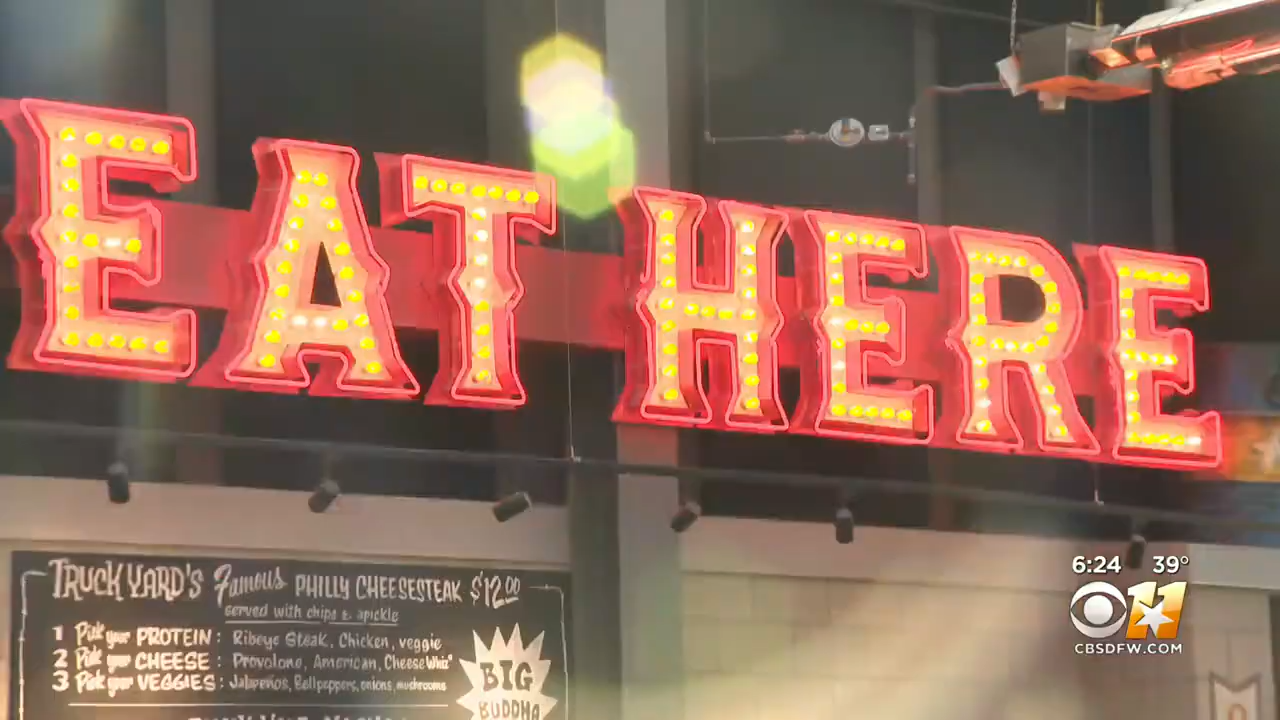 EAT HERE
TRUCK YARD'S Famous PHILLY CHEESESTEAK $12.00
served with chips & a pickle
1 Pick your PROTEIN: Ribeye Steak, Chicken, veggie
2 Pick your CHEESE: Provolone, American, Cheese Whiz
3 Pick your VEGGIES: Jalapeños, Bellpeppers, onions, mushrooms
BIG
BUDDHA
6:24 39°
11
CBSDFW.COM